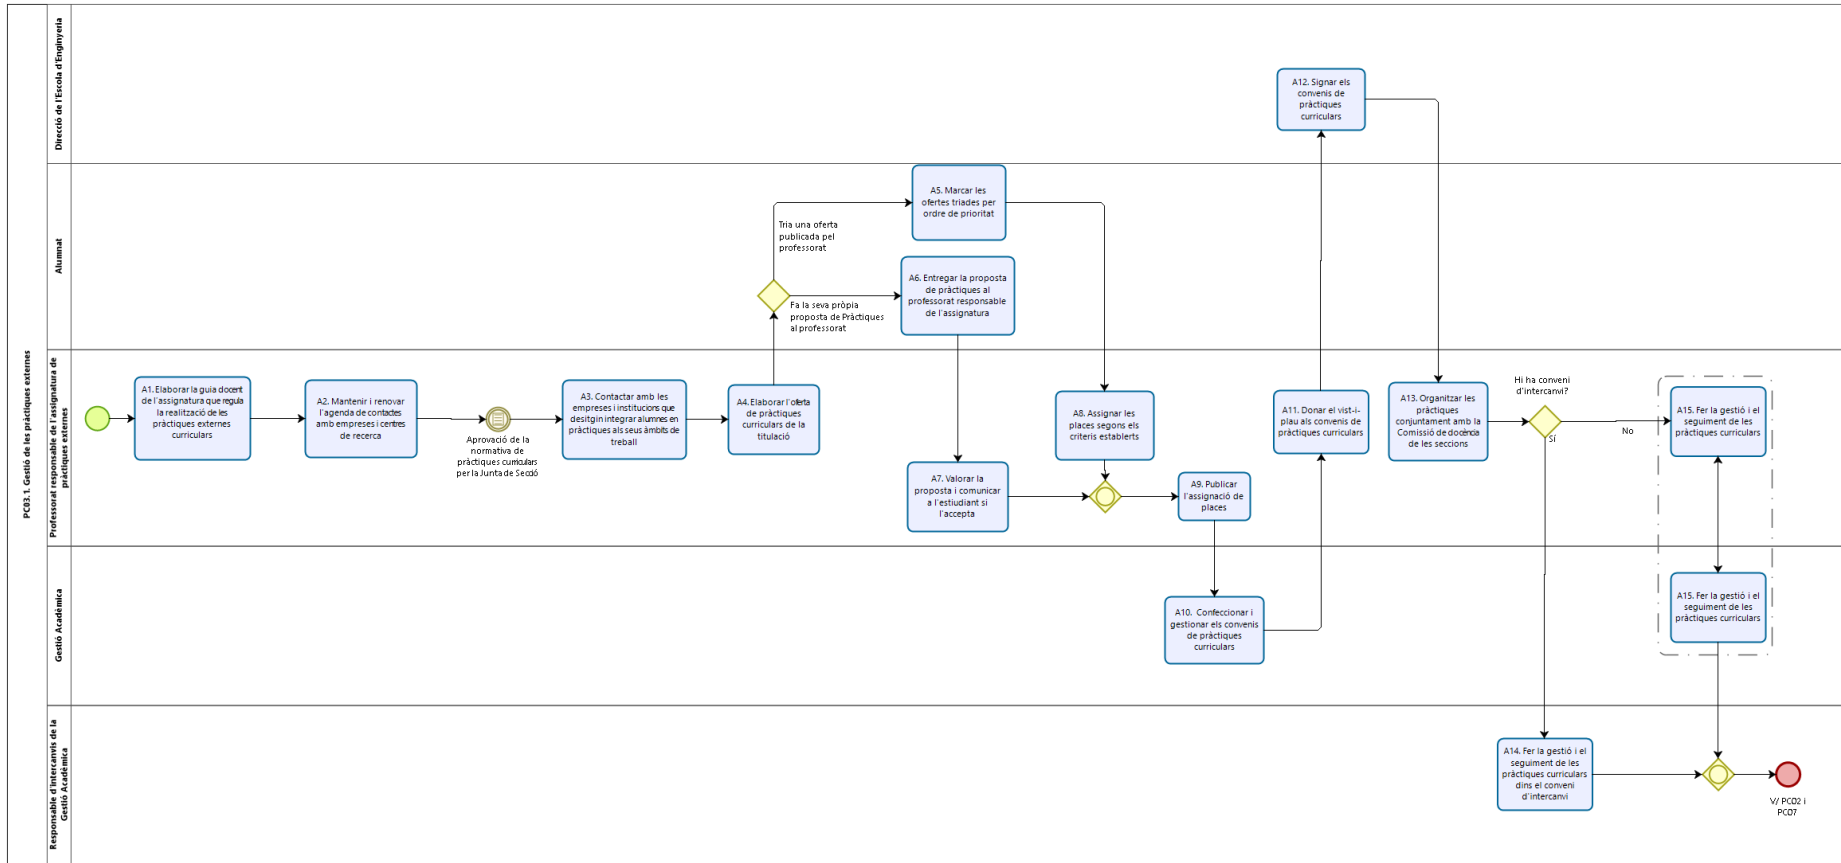 PC03.1. Gestió de les pràctiques externes
Direcció de l'Escola d'Enginyeria
A12. Signar els
convenis de
pràctiques
curriculars
Alumnat
A5. Marcar les
ofertes triades per
ordre de prioritat
Tria una oferta
publicada pel
professorat
A6. Entregar la proposta
de pràctiques al
professorat responsable
de l'assignatura
Fa la seva pròpia
proposta de Pràctiques
al professorat
Professorat responsable de l'assignatura de
pràctiques externes
A1. Elaborar la guia docent
de l'assignatura que regula
la realització de les
pràctiques externes
curriculars
A2. Mantenir i renovar
l'agenda de contactes
amb empreses i centres
de recerca
Aprovació de la
normativa de
pràctiques curriculars
per la Junta de Secció
A3. Contactar amb les
empreses i institucions que
desitgin integrar alumnes en
pràctiques als seus àmbits de
treball
A4. Elaborar l'oferta
de pràctiques
curriculars de la
titulació
A8. Assignar les
places segons els
criteris establerts
A7. Valorar la
proposta i comunicar
a l'estiudiant si
l'accepta
A9. Publicar
l'assignació de
places
A11. Donar el vist-i-
plau als convenis de
pràctiques curriculars
A13. Organitzar les
pràctiques
conjuntament amb la
Comissió de docència
de les seccions
Hi ha conveni
d'intercanvi?
Sí
No
A15. Fer la gestió i el
seguiment de les
pràctiques curriculars
Gestió Acadèmica
A10. Confeccionar i
gestionar els convenis
de pràctiques
curriculars
A15. Fer la gestió i el
seguiment de les
pràctiques curriculars
Responsable d'intercanvis de la
Gestió Acadèmica
A14. Fer la gestió i el
seguiment de les
pràctiques curriculars
dins el conveni
d'intercanvi
V/ PC02 i
PC07